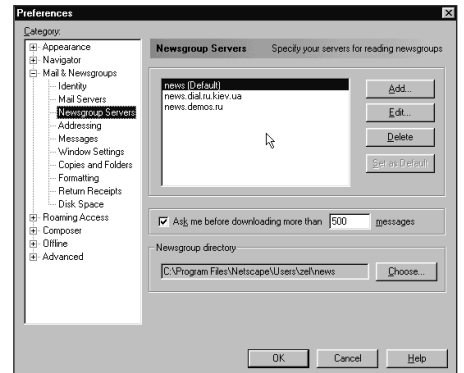 Preferences
Category:
Appearance
Navigator
Mail & Newsgroups
Identity
Mail Servers
Newsgroup Servers
Addressing
Messages
Window Settings
Copies and Folders
Formatting
Return Receipts
Disk Space
Roaming Access
Composer
Offline
Advanced
Newsgroup Servers Specify your servers for reading newsgroups
news (Default)
news.dial.ru.kiev.ua
news.demos.ru
Add...
Edit...
Delete
Set as Default
Ask me before downloading more than 500 messages
Newsgroup directory
C:\Program Files\Netscape\Users\zel\news Choose...
OK Cancel Help